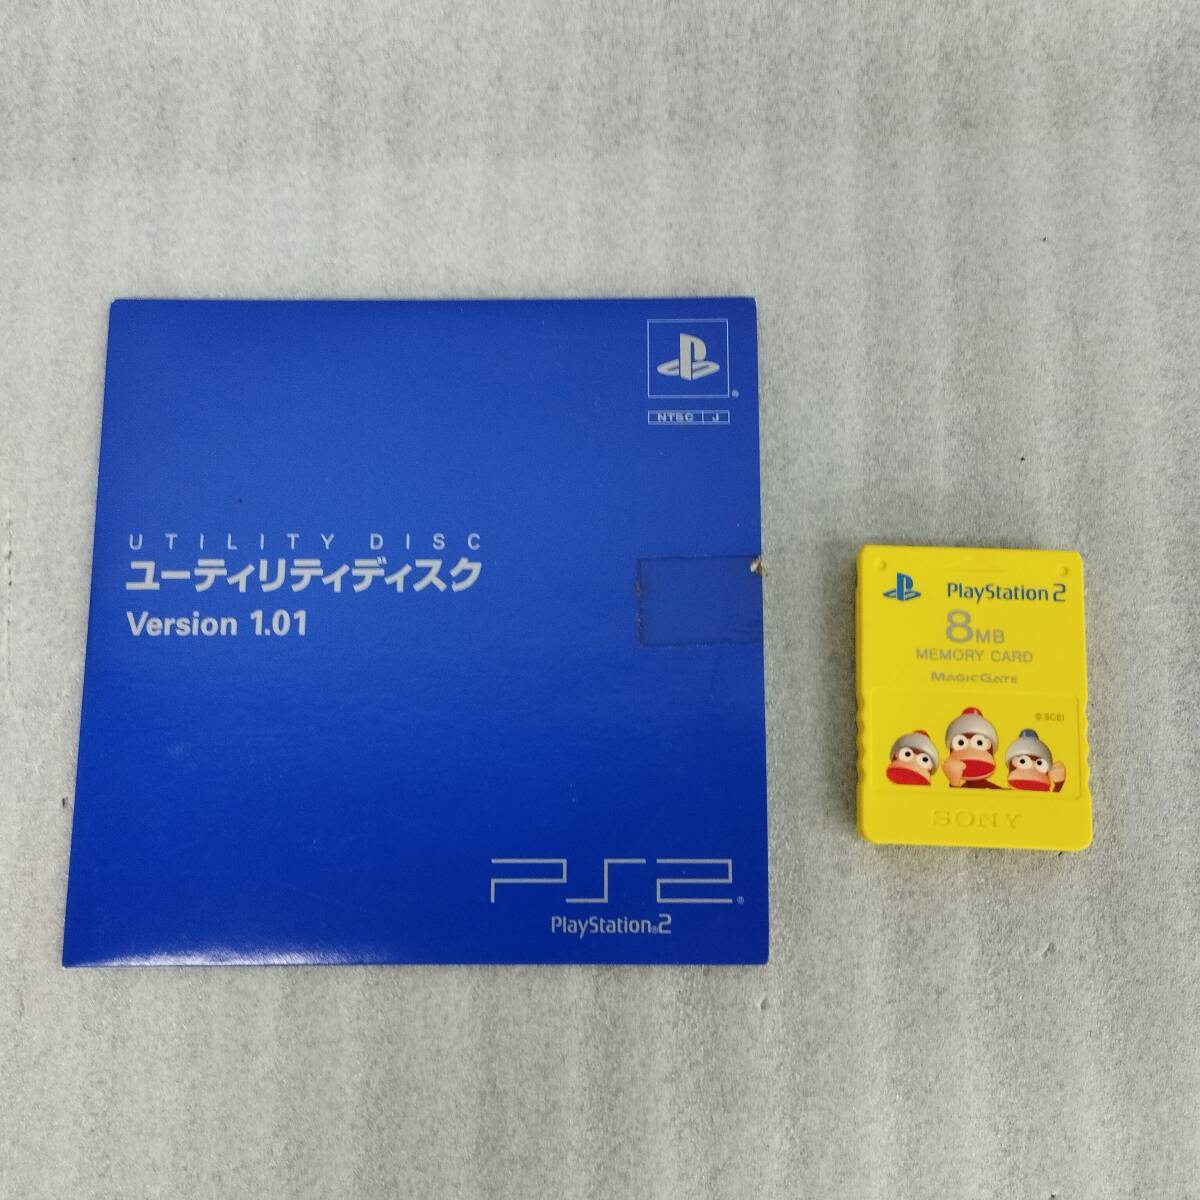 NTSC J
UTILITY DISC
ユーティリティディスク
Version 1.01
PS2
PlayStation®2
PlayStation 2
8MB
MEMORY CARD
MAGICGATE
© SCEI
SONY